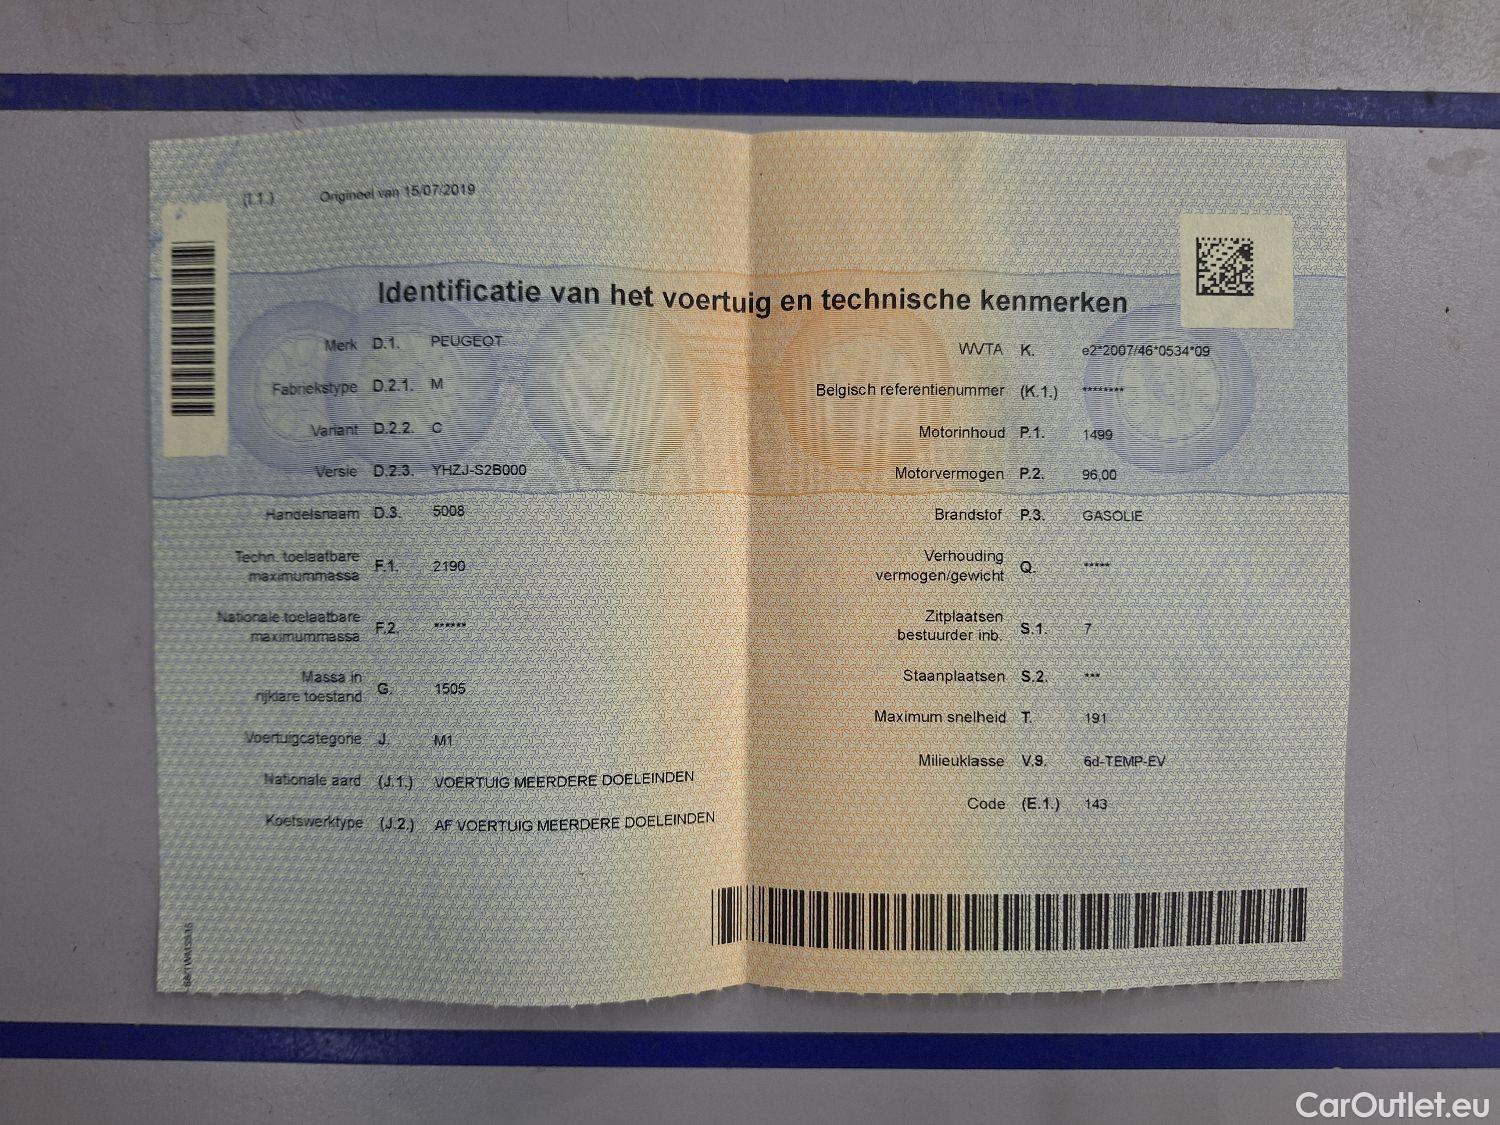 (I.1.) Origineel van 15/07/2019
Identificatie van het voertuig en technische kenmerken
Merk D.1. PEUGEOT
Fabriekstype D.2.1. M
Variant D.2.2. C
Versie D.2.3. YHZJ-S2B000
Handelsnaam D.3. 5008
Techn. toelaatbare
maximummassa F.1. 2190
Nationale toelaatbare
maximummassa F.2. ******
Massa in
rijklare toestand G. 1505
Voertuigcategorie J. M1
Nationale aard (J.1.) VOERTUIG MEERDERE DOELEINDEN
Koetswerktype (J.2.) AF VOERTUIG MEERDERE DOELEINDEN
WVTA K. e2*2007/46*0534*09
Belgisch referentienummer (K.1.) ********
Motorinhoud P.1. 1499
Motorvermogen P.2. 96,00
Brandstof P.3. GASOLIE
Verhouding
vermogen/gewicht Q. *****
Zitplaatsen
bestuurder inb. S.1. 7
Staanplaatsen S.2. ***
Maximum snelheid T. 191
Milieuklasse V.9. 6d-TEMP-EV
Code (E.1.) 143
CarOutlet.eu